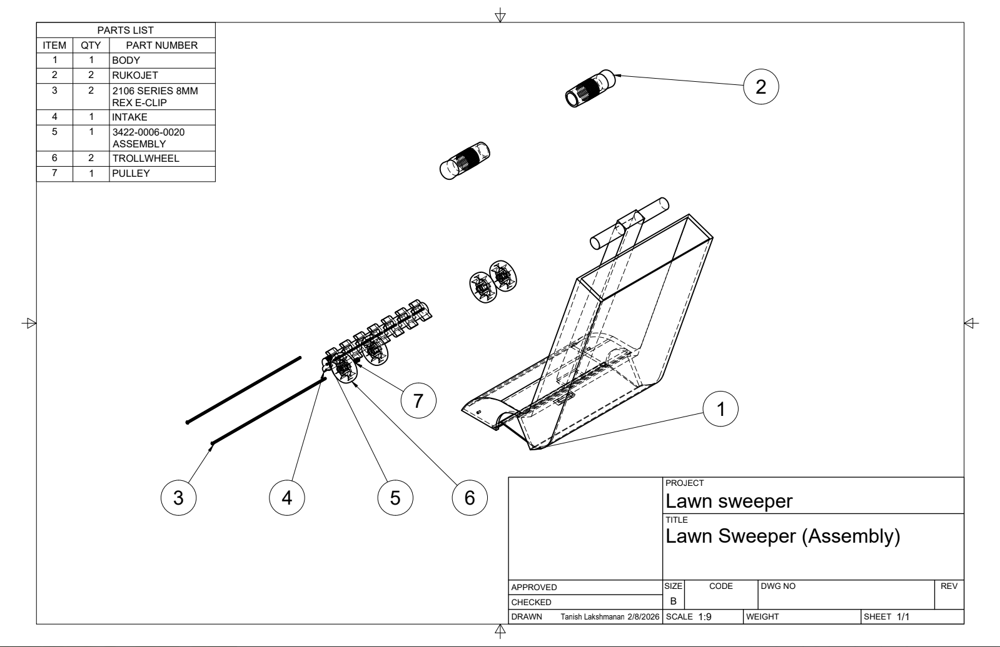 PARTS LIST
ITEM QTY PART NUMBER
1 1 BODY
2 2 RUKOJET
3 2 2106 SERIES 8MM
REX E-CLIP
4 1 INTAKE
5 1 3422-0006-0020
ASSEMBLY
6 2 TROLLWHEEL
7 1 PULLEY
2
7
1
3 4 5 6
PROJECT
Lawn sweeper
TITLE
Lawn Sweeper (Assembly)
APPROVED
CHECKED
DRAWN Tanish Lakshmanan 2/8/2026
SIZE CODE DWG NO REV
B
SCALE 1:9 WEIGHT SHEET 1/1